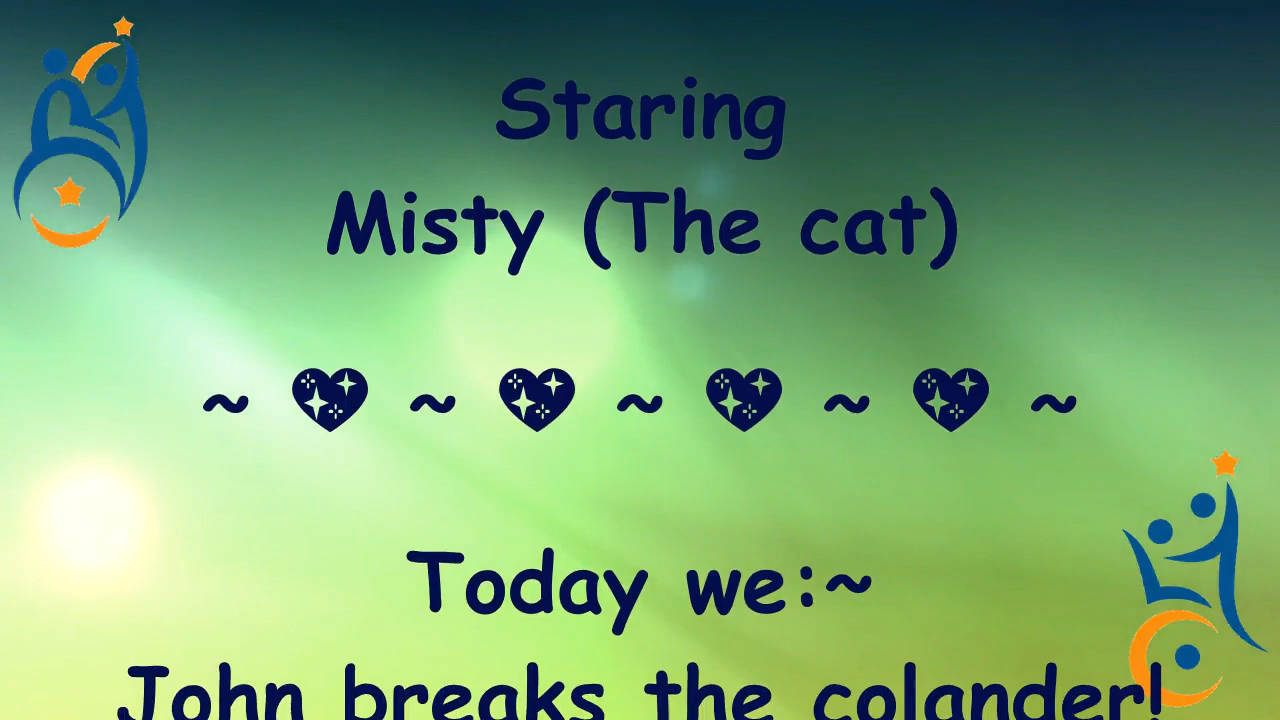 Staring
Misty (The cat)
~ 💖 ~ 💖 ~ 💖 ~ 💖 ~
Today we:~
John breaks the colander!